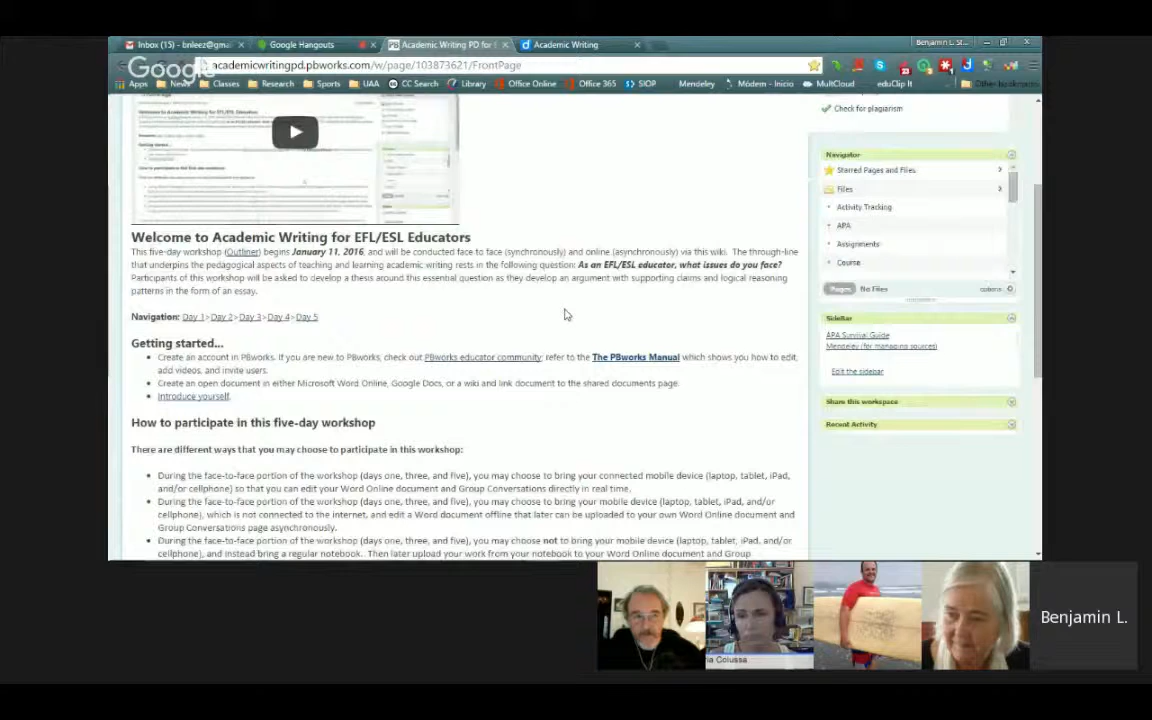 Inbox (15) - bnleez@gma
Google Hangouts
Academic Writing PD for
Academic Writing
Benjamin L. St...
Google
academicwritingpd.pbworks.com/w/page/103873621/FrontPage
Apps News Classes Research Sports UAA CC Search Library Office Online Office 365 SIOP Mendeley Módem - Inicio MultCloud eduClip It Other bookmarks
Check for plagiarism
Navigator
Starred Pages and Files
Files
Activity Tracking
APA
Assignments
Course
Pages No Files options
Welcome to Academic Writing for EFL/ESL Educators
This five-day workshop (Outline) begins January 11, 2016, and will be conducted face to face (synchronously) and online (asynchronously) via this wiki. The through-line
that underpins the pedagogical aspects of teaching and learning academic writing rests in the following question: As an EFL/ESL educator, what issues do you face?
Participants of this workshop will be asked to develop a thesis around this essential question as they develop an argument with supporting claims and logical reasoning
patterns in the form of an essay.
Navigation: Day 1>Day 2>Day 3>Day 4>Day 5
SideBar
APA Survival Guide
Mendeley (for managing sources)
Edit the sidebar
Share this workspace
Recent Activity
Getting started...
Create an account in PBworks. If you are new to PBworks, check out PBworks educator community; refer to the The PBworks Manual which shows you how to edit,
add videos, and invite users.
Create an open document in either Microsoft Word Online, Google Docs, or a wiki and link document to the shared documents page.
Introduce yourself.
How to participate in this five-day workshop
There are different ways that you may choose to participate in this workshop:
During the face-to-face portion of the workshop (days one, three, and five), you may choose to bring your connected mobile device (laptop, tablet, iPad,
and/or cellphone) so that you can edit your Word Online document and Group Conversations directly in real time.
During the face-to-face portion of the workshop (days one, three, and five), you may choose to bring your mobile device (laptop, tablet, iPad, and/or
cellphone), which is not connected to the internet, and edit a Word document offline that later can be uploaded to your own Word Online document and
Group Conversations page asynchronously.
During the face-to-face portion of the workshop (days one, three, and five), you may choose not to bring your mobile device (laptop, tablet, iPad, and/or
cellphone), and instead bring a regular notebook. Then later upload your work from your notebook to your Word Online document and Group
Benjamin L.
ria Colussa